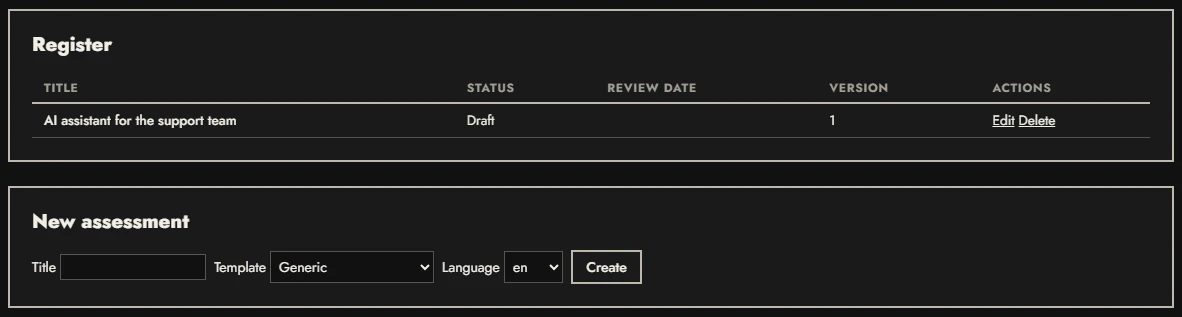 Register
TITLE STATUS REVIEW DATE VERSION ACTIONS
AI assistant for the support team Draft 1 Edit Delete
New assessment
Title Template Generic Language en Create